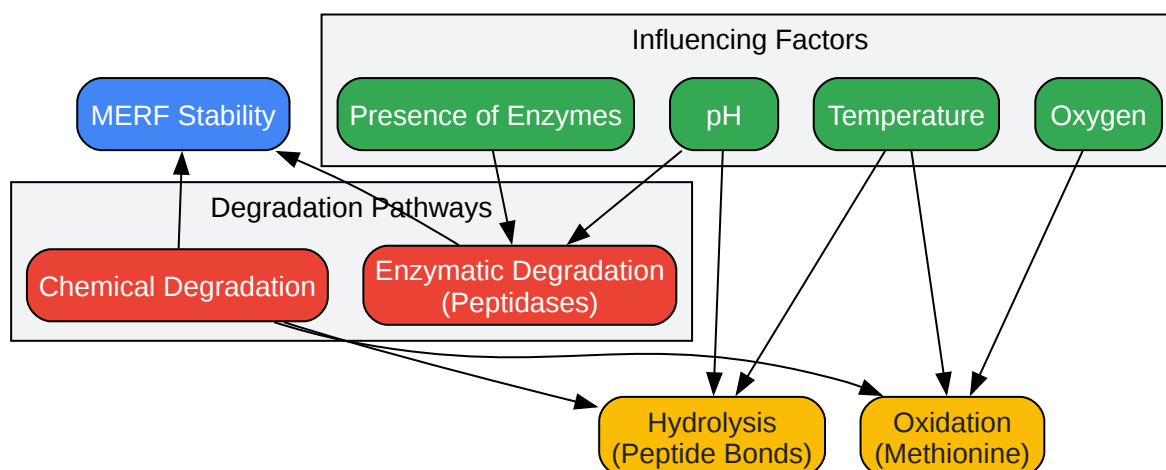 Influencing Factors
MERF Stability
Presence of Enzymes
pH
Temperature
Oxygen
Degradation Pathways
Chemical Degradation
Enzymatic Degradation
(Peptidases)
Hydrolysis
(Peptide Bonds)
Oxidation
(Methionine)